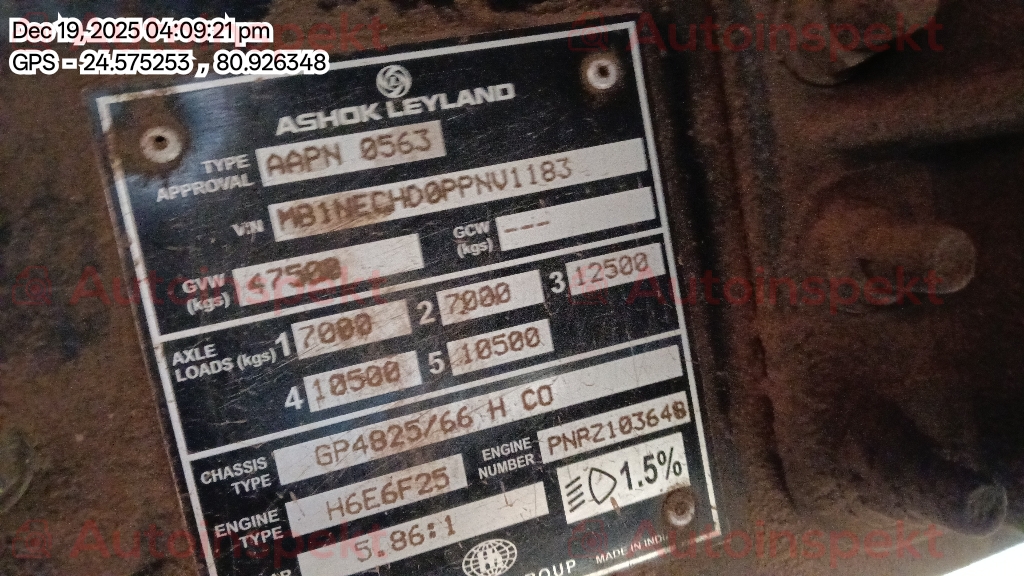 Dec 19, 2025 04:09:21 pm
GPS - 24.575253 , 80.926348
Autoinspekt
ASHOK LEYLAND
TYPE APPROVAL AAPN 0563
VIN MB1NECHD0PPNV1183
GVW (kgs) 47500 GCW (kgs) ---
AXLE LOADS (kgs) 1 7000 2 7000 3 12500
4 10500 5 10500
CHASSIS TYPE GP4825/66 H CO
ENGINE TYPE H6E6F25 ENGINE NUMBER PNRZ103648
5.86:1 1.5%
MADE IN INDIA